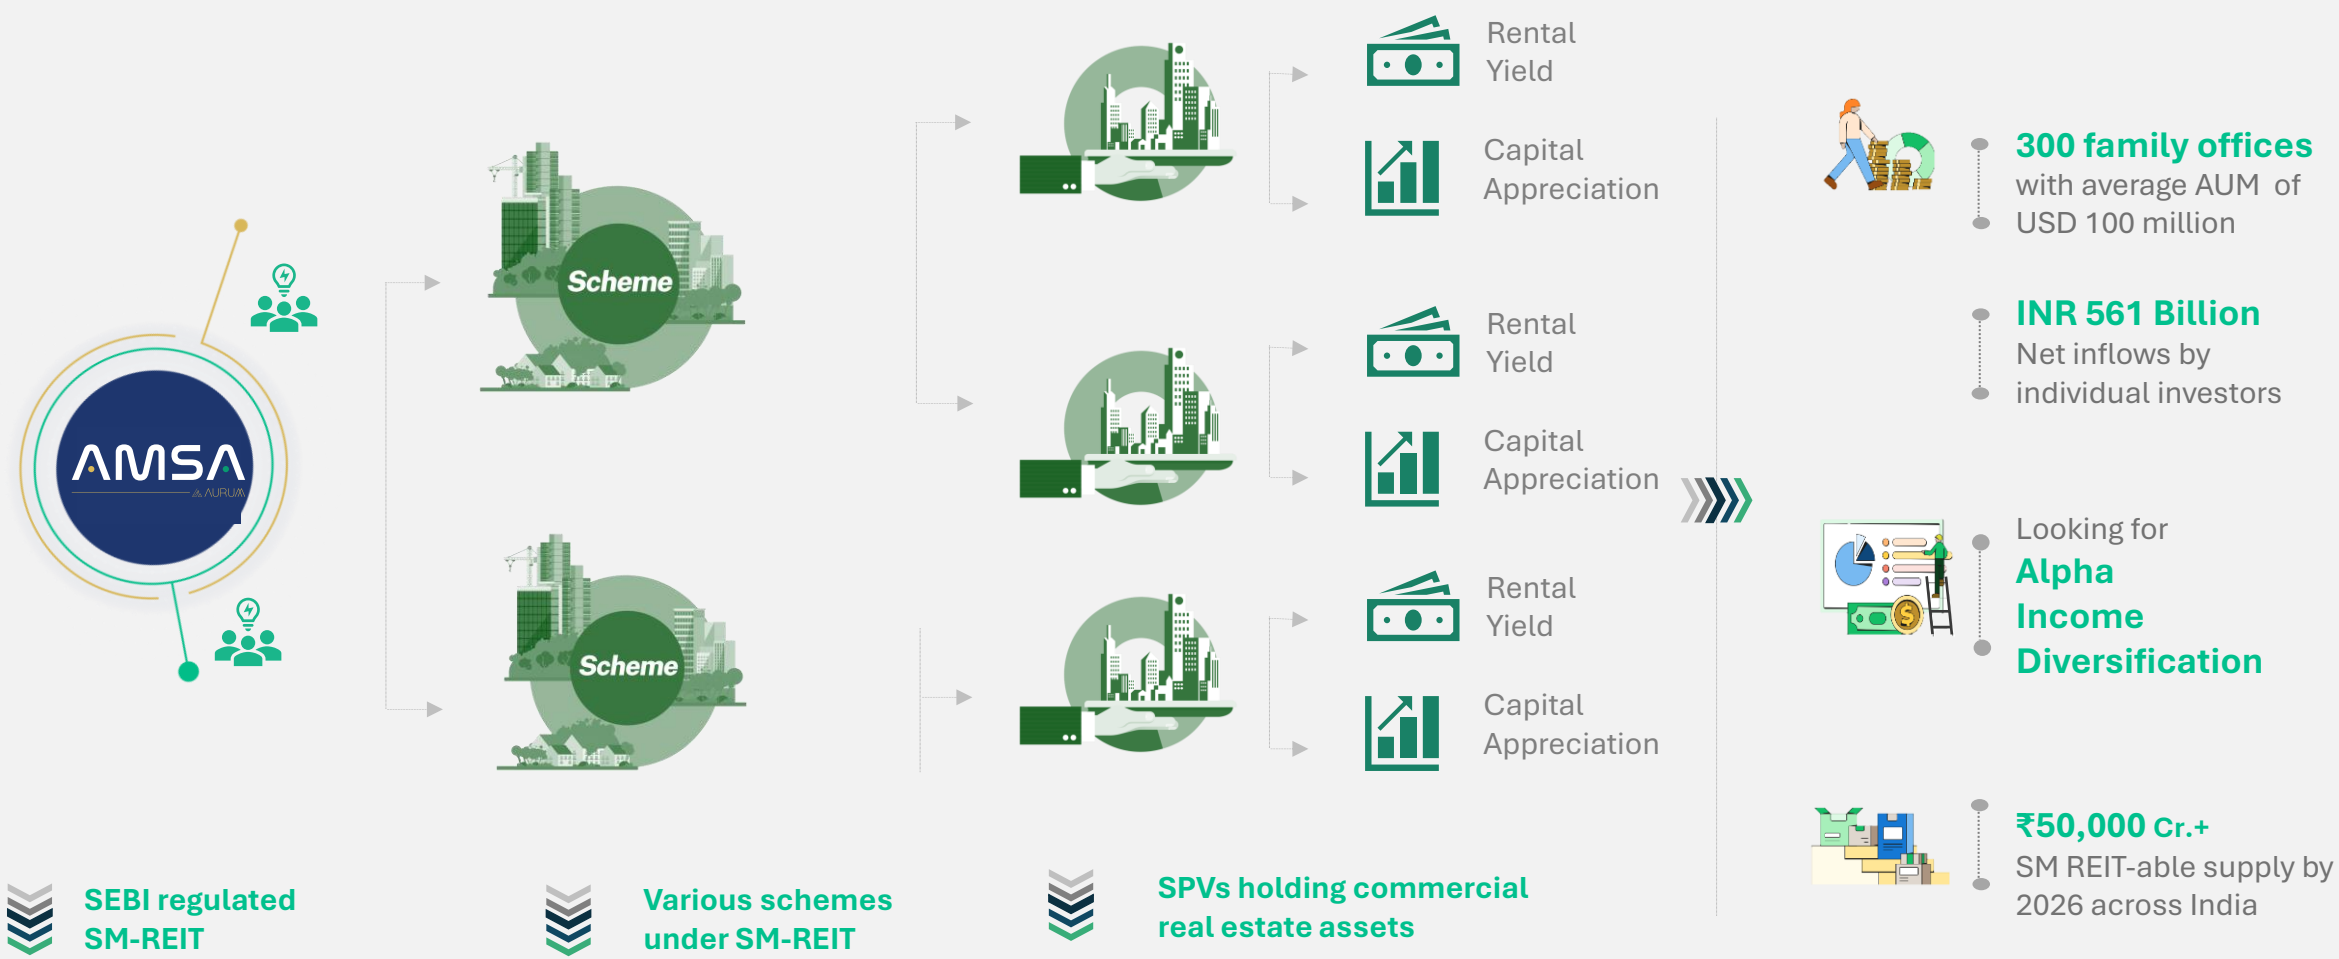 AMSA
AURUM
SEBI regulated
SM-REIT
Scheme
Scheme
Various schemes
under SM-REIT
Rental
Yield
Capital
Appreciation
Rental
Yield
Capital
Appreciation
Rental
Yield
Capital
Appreciation
SPVs holding commercial
real estate assets
300 family offices
with average AUM of
USD 100 million
INR 561 Billion
Net inflows by
individual investors
Looking for
Alpha
Income
Diversification
₹50,000 Cr.+
SM REIT-able supply by
2026 across India